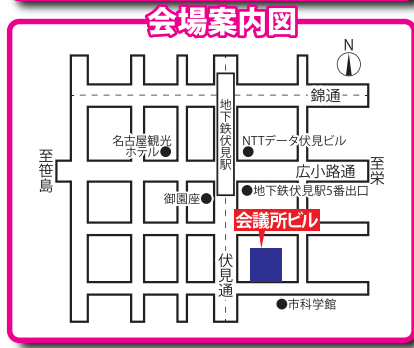 会場案内図
N
錦通
地下鉄伏見駅
名古屋観光
ホテル
NTTデータ伏見ビル
至笹島
広小路通
至栄
地下鉄伏見駅5番出口
御園座
会議所ビル
伏見通
市科学館